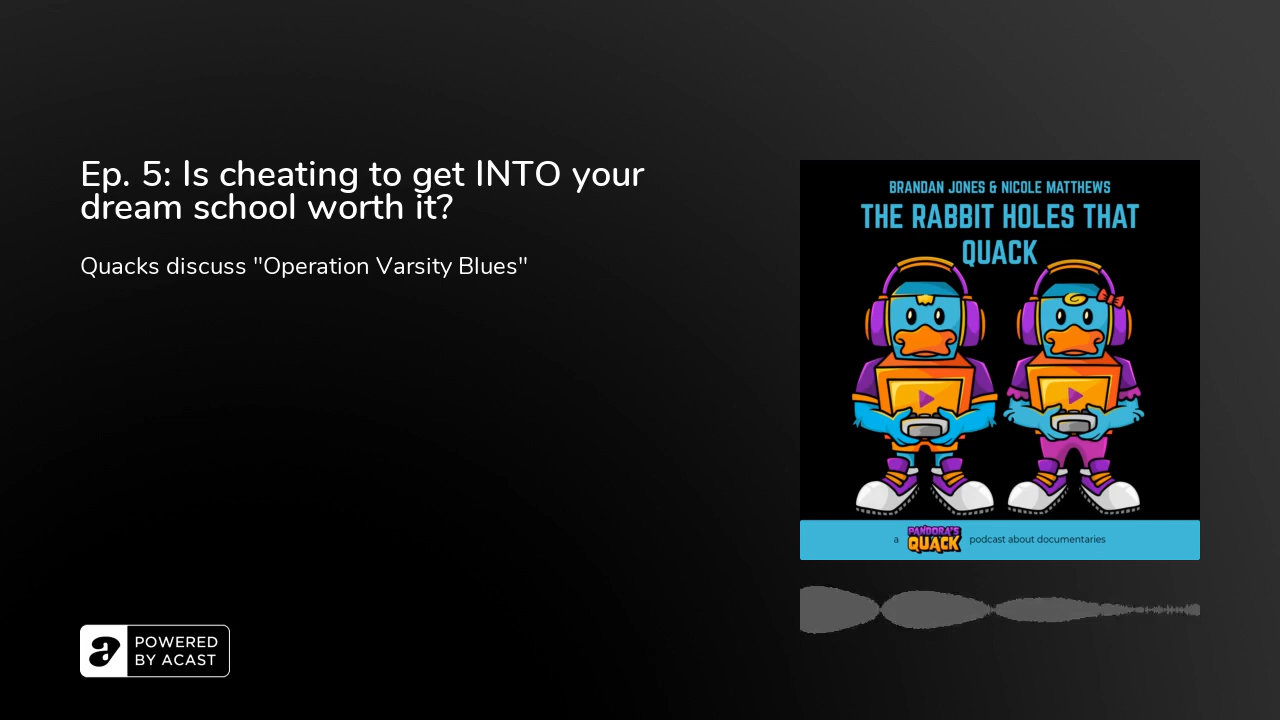 Ep. 5: Is cheating to get INTO your
dream school worth it?
Quacks discuss "Operation Varsity Blues"
BRANDAN JONES & NICOLE MATTHEWS
THE RABBIT HOLES THAT
QUACK
a PANDORA'S QUACK podcast about documentaries
a POWERED
BY ACAST